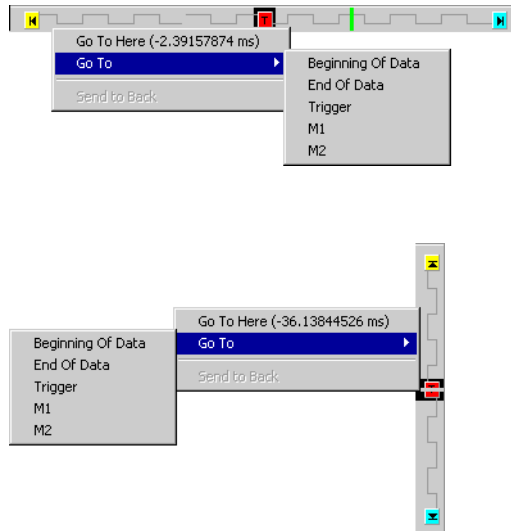 T
Go To Here (-2.39157874 ms)
Go To
Send to Back
Beginning Of Data
End Of Data
Trigger
M1
M2
Go To Here (-36.13844526 ms)
Go To
Send to Back
Beginning Of Data
End Of Data
Trigger
M1
M2
T